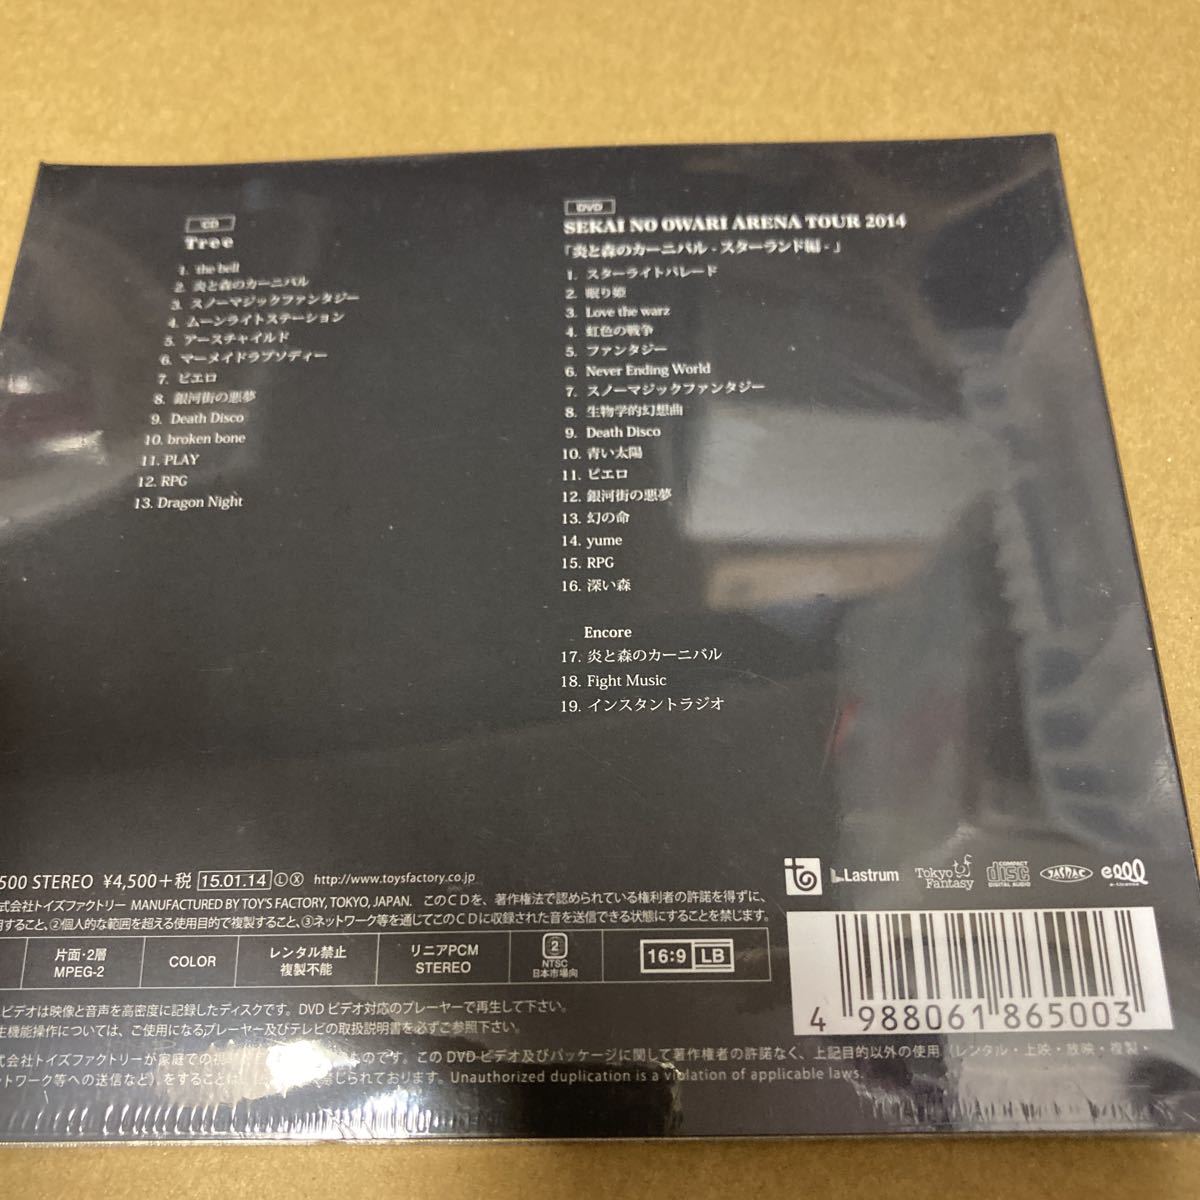 CD
Tree
1. the bell
2. 炎と森のカーニバル
3. スノーマジックファンタジー
4. ムーンライトステーション
5. アースチャイルド
6. マーメイドラプソディー
7. ピエロ
8. 銀河街の悪夢
9. Death Disco
10. broken bone
11. PLAY
12. RPG
13. Dragon Night
DVD
SEKAI NO OWARI ARENA TOUR 2014
「炎と森のカーニバル - スターランド編 - 」
1. スターライトパレード
2. 眠り姫
3. Love the warz
4. 虹色の戦争
5. ファンタジー
6. Never Ending World
7. スノーマジックファンタジー
8. 生物学的幻想曲
9. Death Disco
10. 青い太陽
11. ピエロ
12. 銀河街の悪夢
13. 幻の命
14. yume
15. RPG
16. 深い森
Encore
17. 炎と森のカーニバル
18. Fight Music
19. インスタントラジオ
500 STEREO ¥4,500+税 15.01.14 Ⓛ Ⓧ http://www.toysfactory.co.jp
式会社トイズファクトリー MANUFACTURED BY TOY'S FACTORY, TOKYO, JAPAN. このCDを、著作権法で認められている権利者の許諾を得ずに、
用すること、②個人的な範囲を超える使用目的で複製すること、③ネットワーク等を通じてこのCDに収録された音を送信できる状態にすることを禁じます。
Lastrum
Tokyo Fantasy
COMPACT disc DIGITAL AUDIO
JASRAC
e-license
片面・2層 MPEG-2
COLOR
レンタル禁止 複製不能
リニアPCM STEREO
2 NTSC 日本市場向
16:9 LB
4 988061 865003
ビデオは映像と音声を高密度に記録したディスクです。DVDビデオ対応のプレーヤーで再生して下さい。
生機能操作については、ご使用になるプレーヤー及びテレビの取扱説明書を必ずご参照下さい。
式会社トイズファクトリーが家庭での視 ものです。このDVDビデオ及びパッケージに関して著作権者の許諾なく、上記目的以外の使用（レンタル・上映・放映・複製・
ットワーク等への送信など）をすることは、 禁じられております。Unauthorized duplication is a violation of applicable laws.